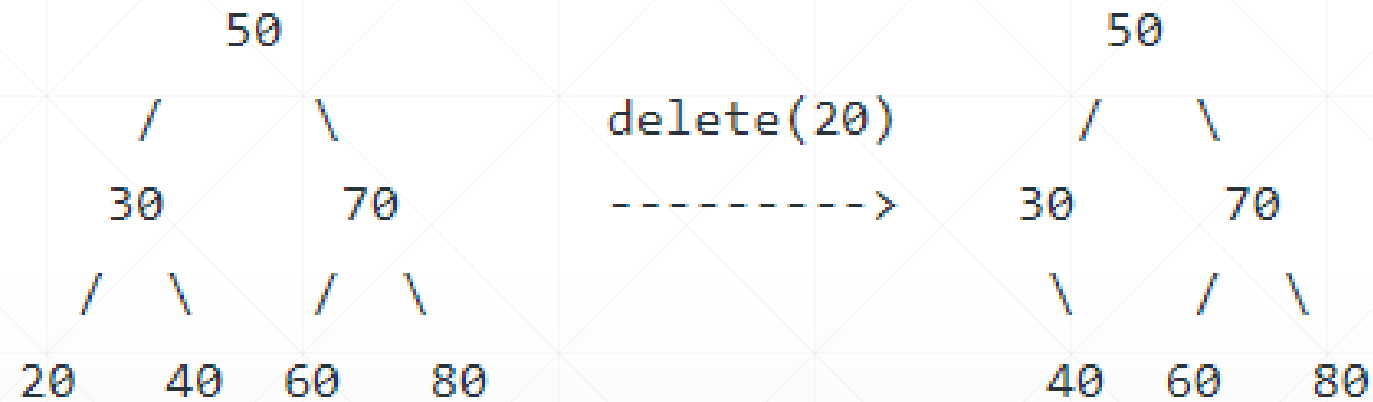 50 50
/ \ delete(20) / \
30 70 ---------> 30 70
/ \ / \ \ / \
20 40 60 80 40 60 80